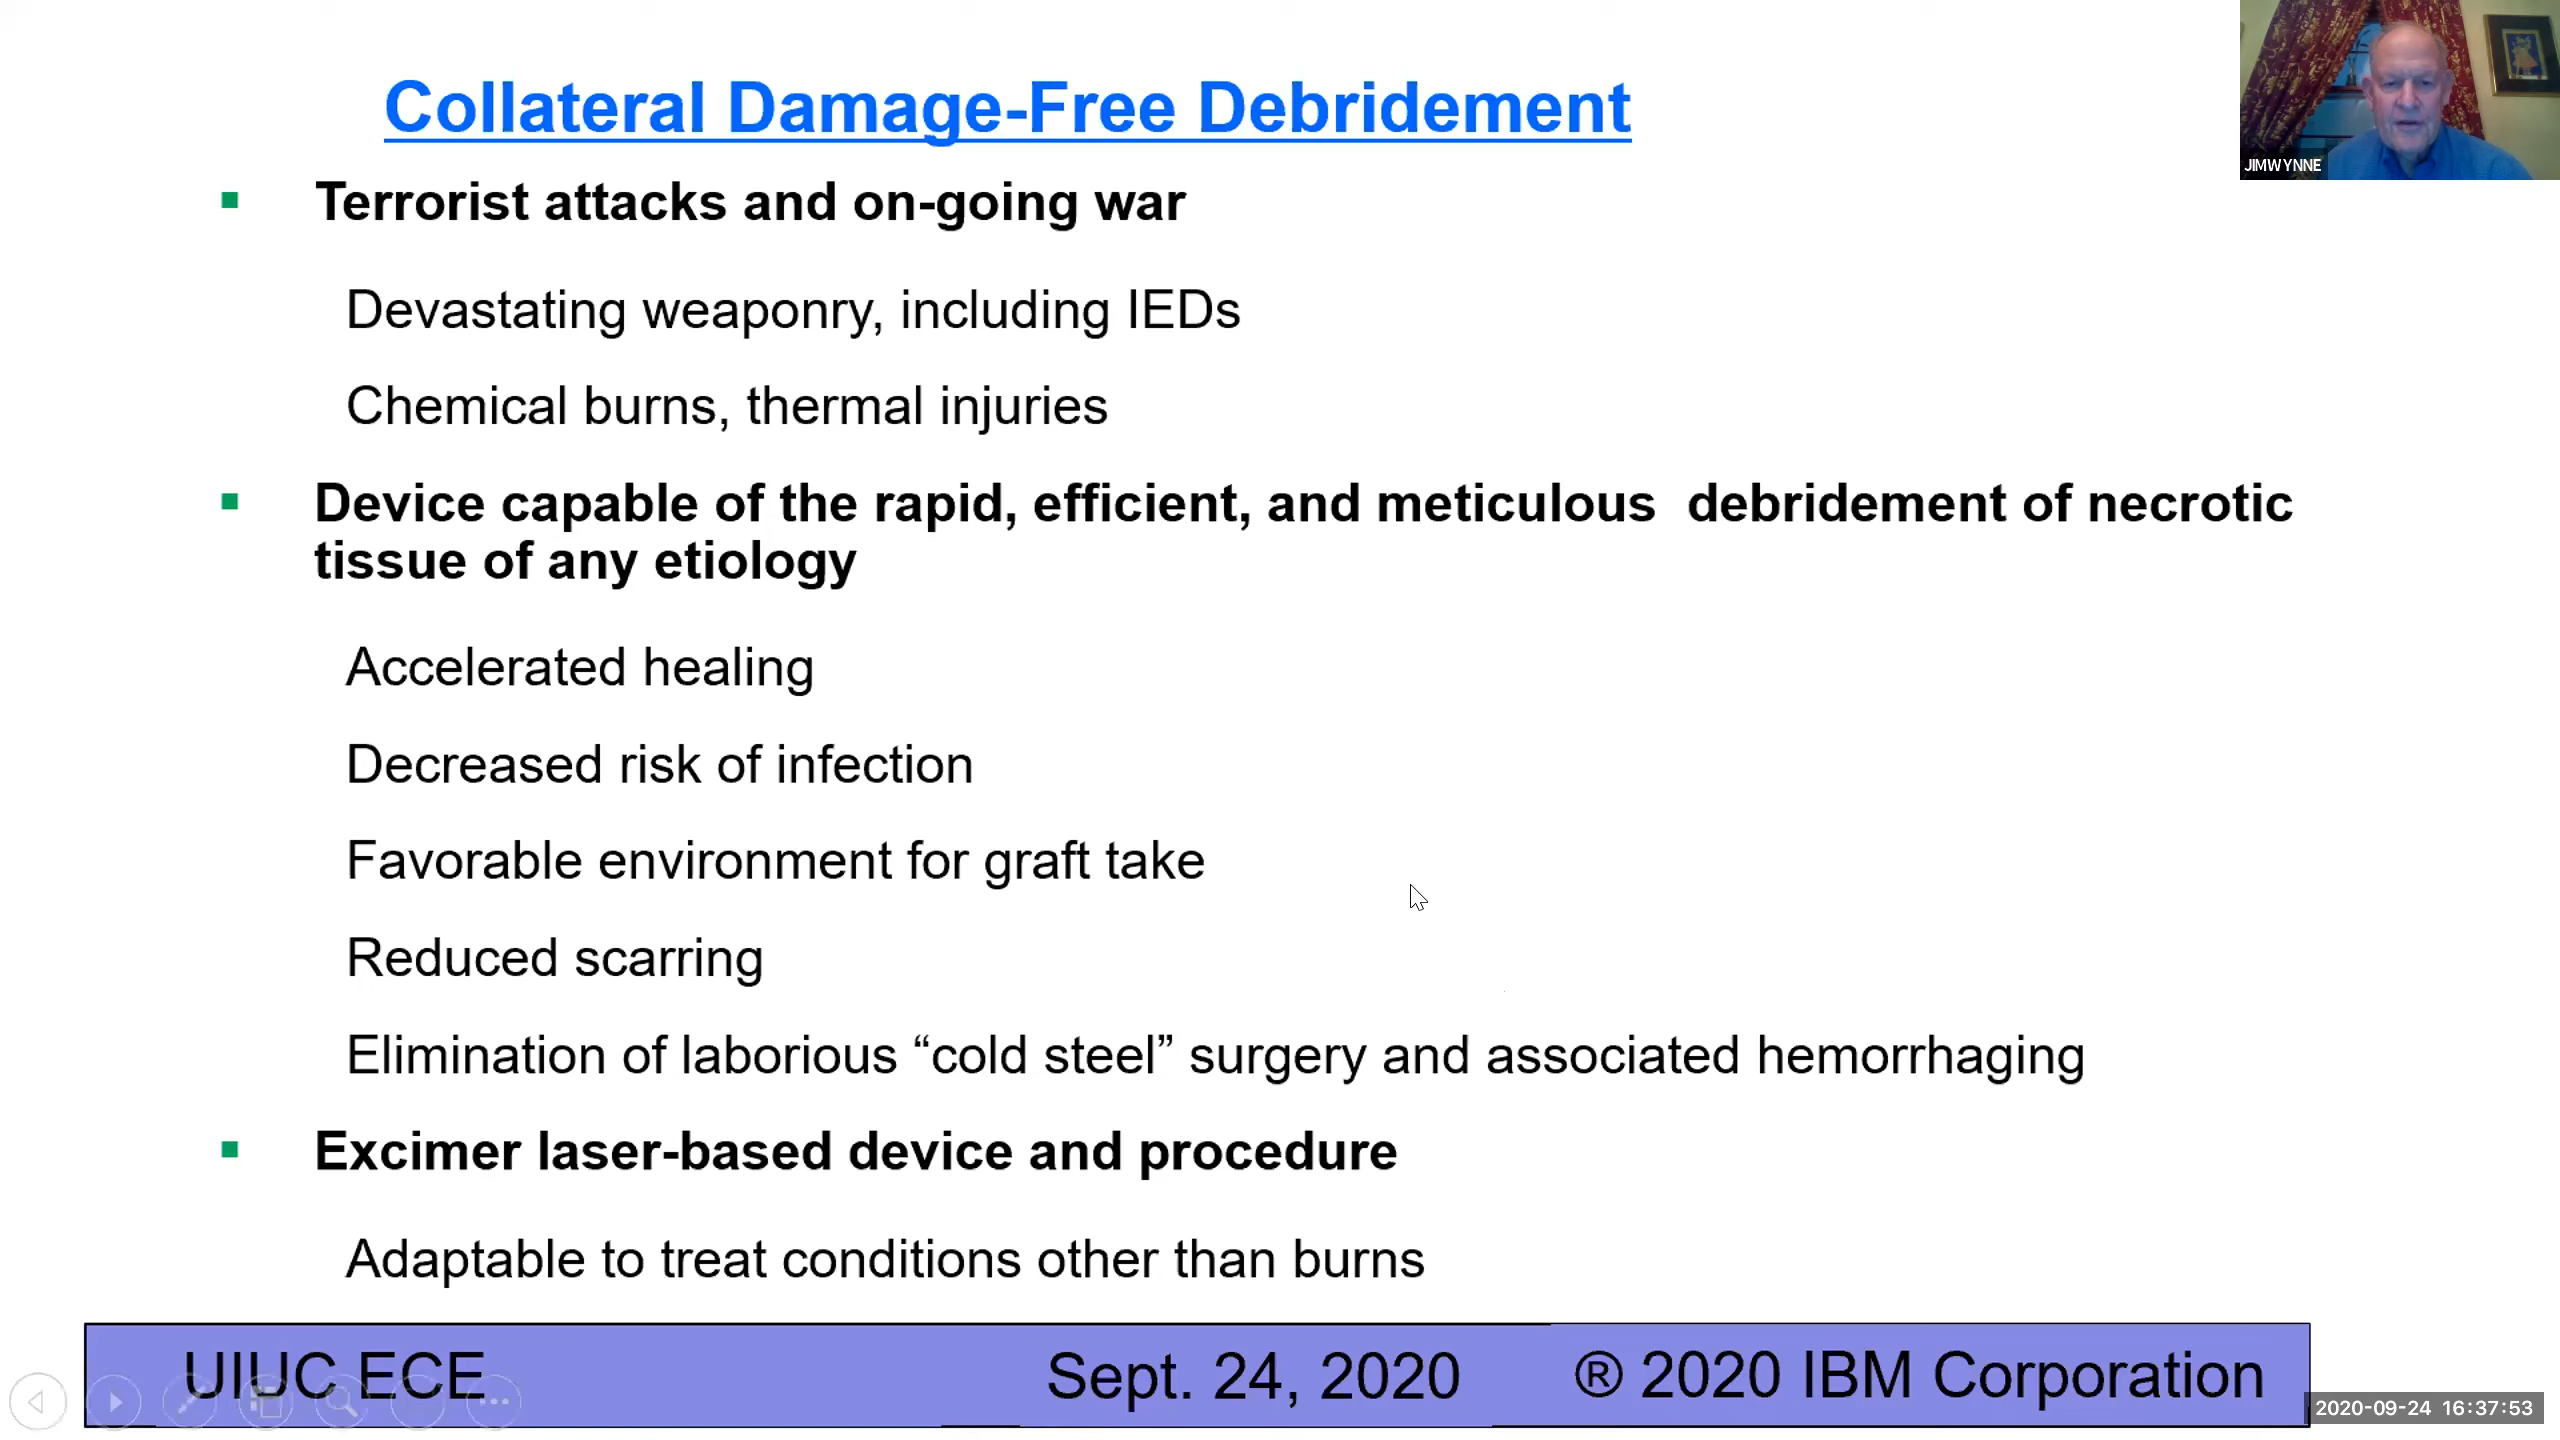 Collateral Damage-Free Debridement
JIMWYNNE
▪ Terrorist attacks and on-going war
Devastating weaponry, including IEDs
Chemical burns, thermal injuries
▪ Device capable of the rapid, efficient, and meticulous  debridement of necrotic
tissue of any etiology
Accelerated healing
Decreased risk of infection
Favorable environment for graft take
Reduced scarring
Elimination of laborious “cold steel” surgery and associated hemorrhaging
▪ Excimer laser-based device and procedure
Adaptable to treat conditions other than burns
UIUC ECE Sept. 24, 2020 ® 2020 IBM Corporation
2020-09-24 16:37:53